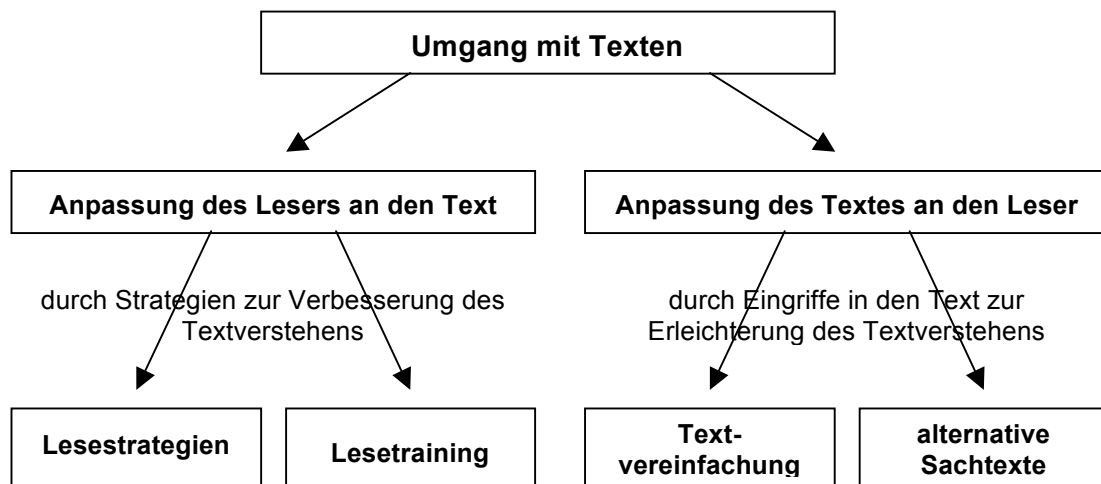 Umgang mit Texten
Anpassung des Lesers an den Text
Anpassung des Textes an den Leser
durch Strategien zur Verbesserung des
Textverstehens
durch Eingriffe in den Text zur
Erleichterung des Textverstehens
Lesestrategien
Lesetraining
Text-
vereinfachung
alternative
Sachtexte